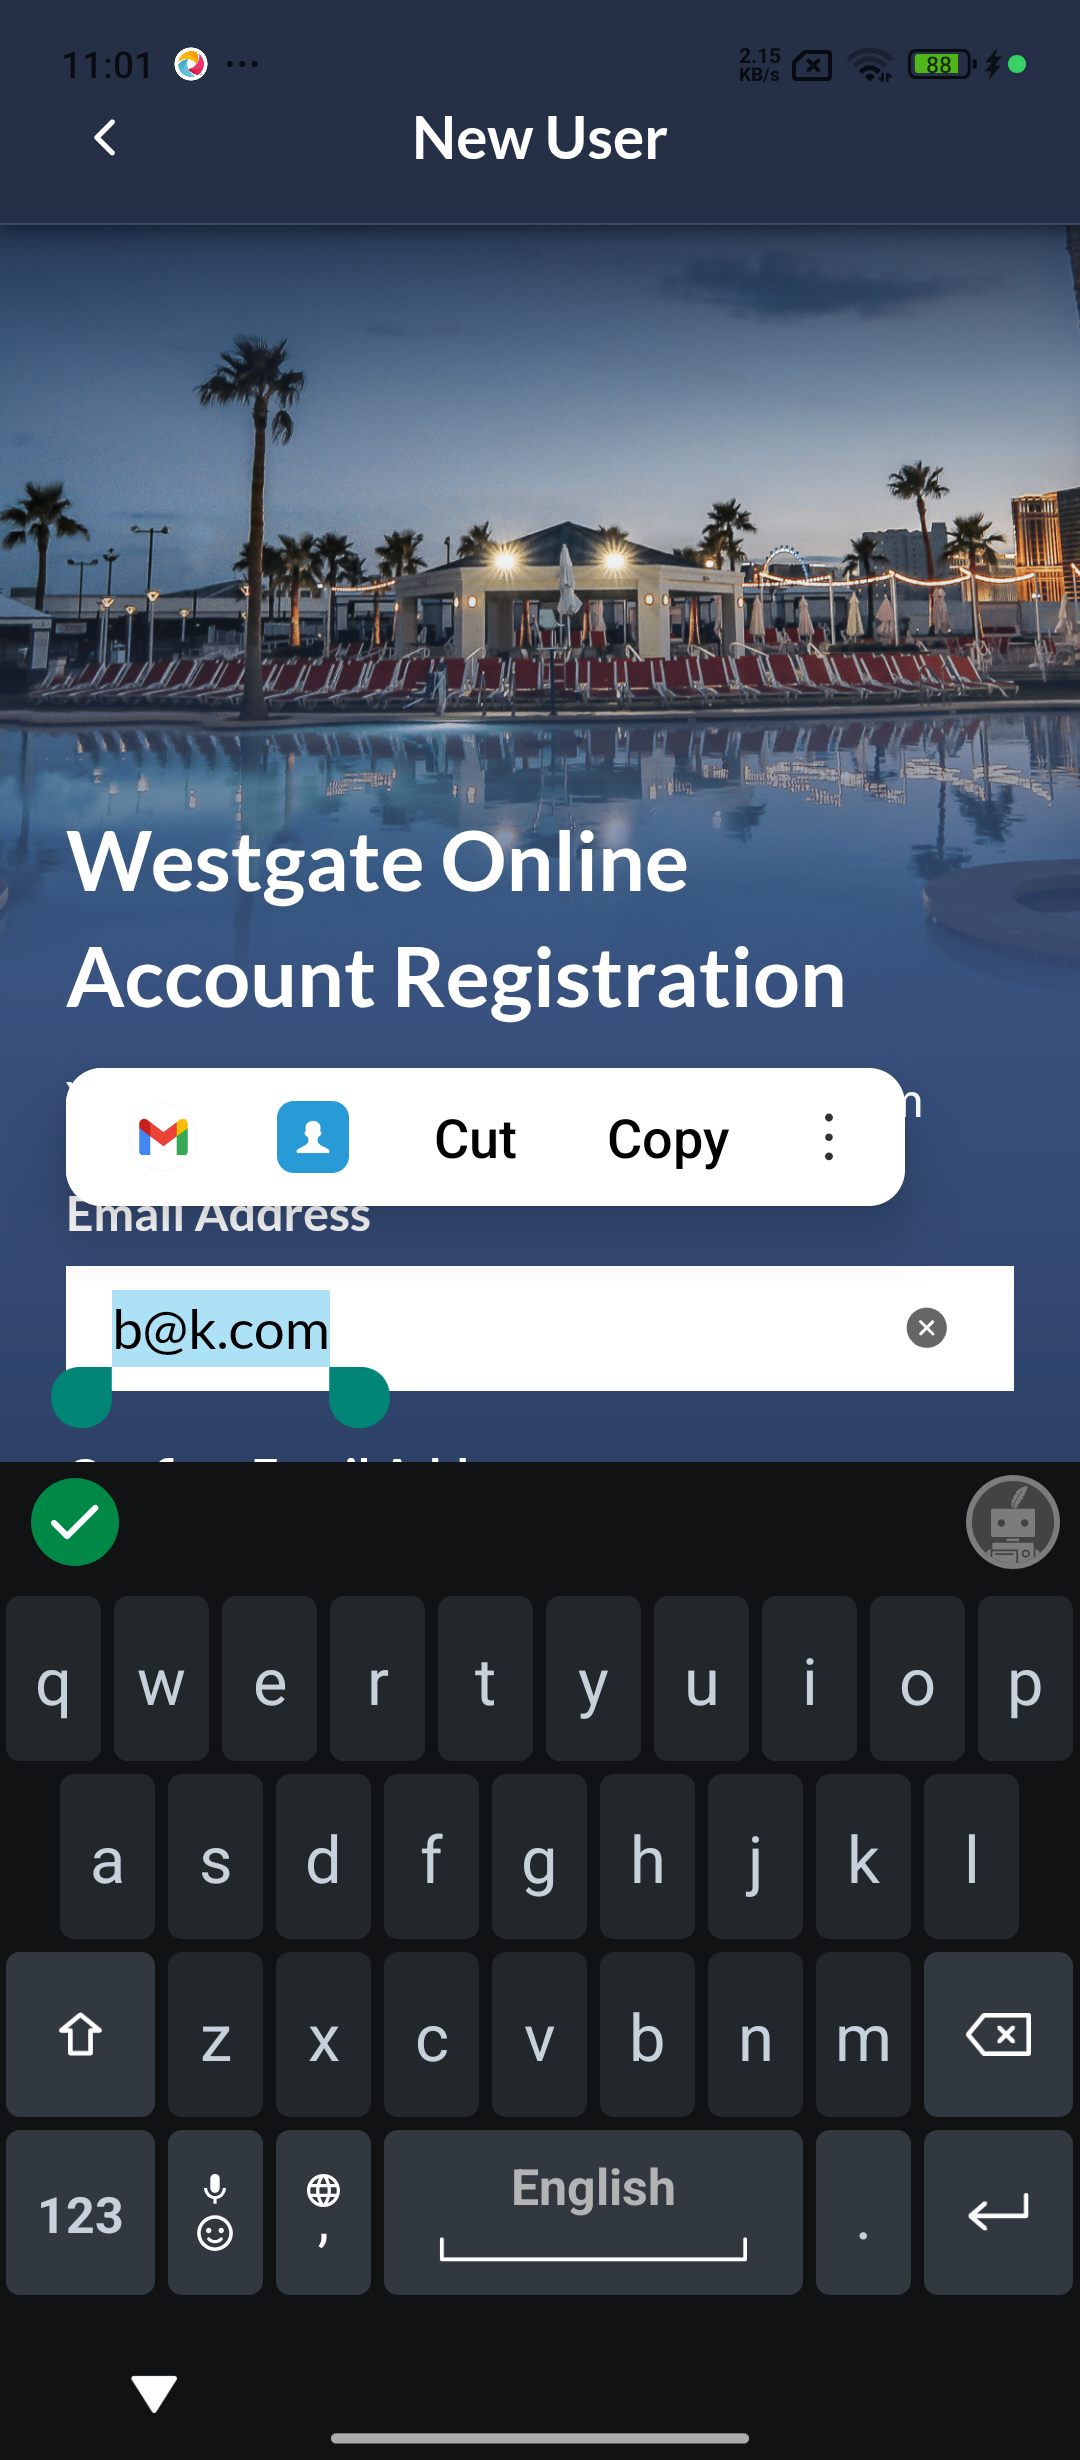 11:01 ... 2.15 KB/s 88
New User
Westgate Online
Account Registration
Cut Copy
Email Address
b@k.com
q w e r t y u i o p
a s d f g h j k l
z x c v b n m
123 , English .